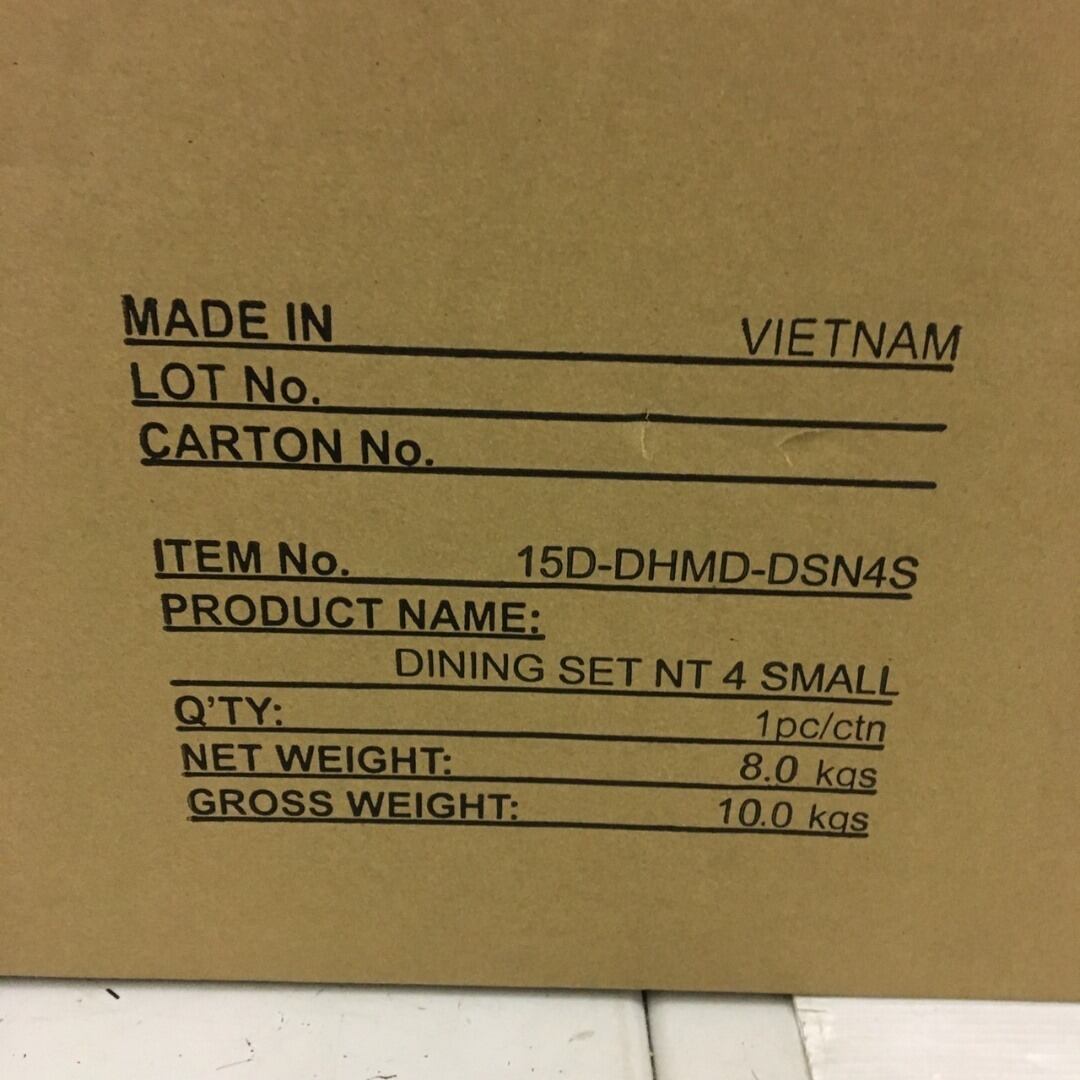 MADE IN VIETNAM
LOT No.
CARTON No.
ITEM No. 15D-DHMD-DSN4S
PRODUCT NAME:
DINING SET NT 4 SMALL
Q'TY: 1pc/ctn
NET WEIGHT: 8.0 kgs
GROSS WEIGHT: 10.0 kgs